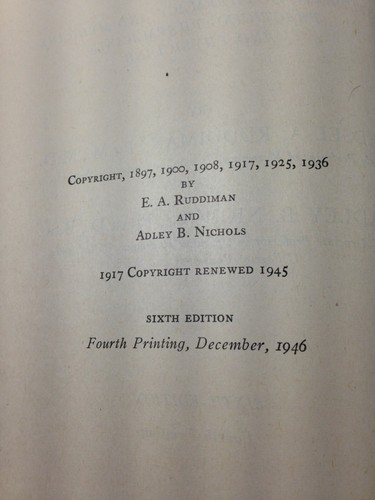 COPYRIGHT, 1897, 1900, 1908, 1917, 1925, 1936
BY
E. A. RUDDIMAN
AND
ADLEY B. NICHOLS
1917 COPYRIGHT RENEWED 1945
SIXTH EDITION
Fourth Printing, December, 1946